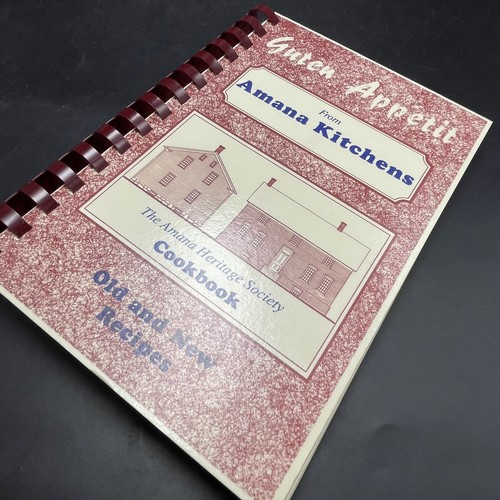 Guten Appetit
From
Amana Kitchens
The Amana Heritage Society
Cookbook
Old and New
Recipes